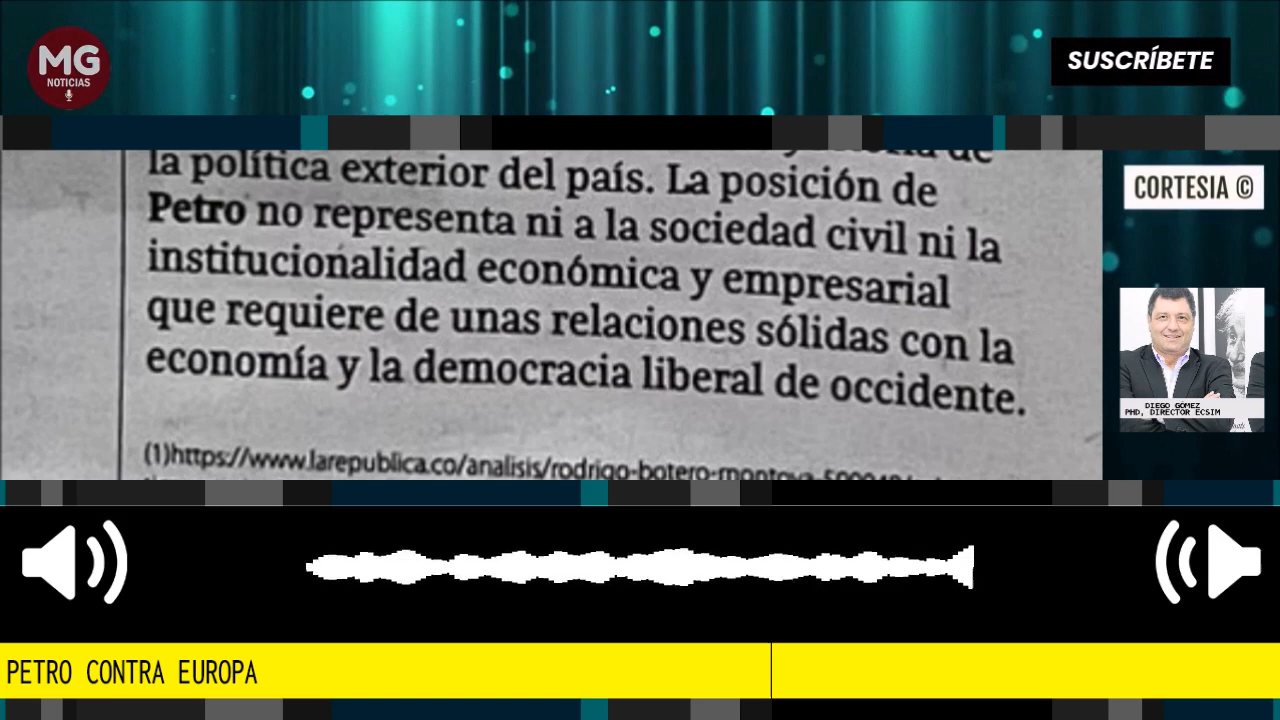 MG
NOTICIAS
SUSCRÍBETE
de
la política exterior del país. La posición de
Petro no representa ni a la sociedad civil ni la
institucionalidad económica y empresarial
que requiere de unas relaciones sólidas con la
economía y la democracia liberal de occidente.
(1)https://www.larepublica.co/analisis/rodrigo-botero-montoya-
CORTESIA ©
DIEGO GÓMEZ
PHD, DIRECTOR ECSIM
PETRO CONTRA EUROPA